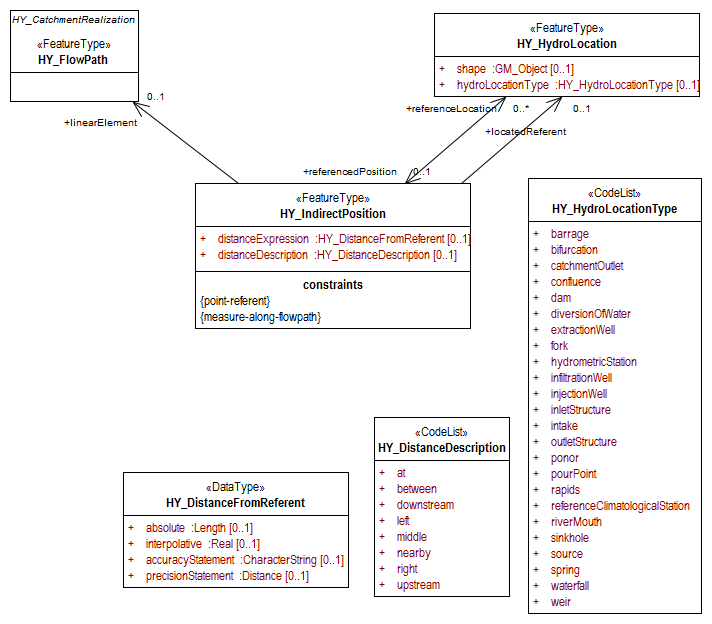 HY_CatchmentRealization
«FeatureType»
HY_FlowPath
«FeatureType»
HY_HydroLocation
+ shape :GM_Object [0..1]
+ hydroLocationType :HY_HydroLocationType [0..1]
0..1
+referenceLocation
0..*
0..1
+linearElement
+locatedReferent
+referencedPosition
0..1
«FeatureType»
HY_IndirectPosition
+ distanceExpression :HY_DistanceFromReferent [0..1]
+ distanceDescription :HY_DistanceDescription [0..1]
constraints
{point-referent}
{measure-along-flowpath}
«CodeList»
HY_HydroLocationType
+ barrage
+ bifurcation
+ catchmentOutlet
+ confluence
+ dam
+ diversionOfWater
+ extractionWell
+ fork
+ hydrometricStation
+ infiltrationWell
+ injectionWell
+ inletStructure
+ intake
+ outletStructure
+ ponor
+ pourPoint
+ rapids
+ referenceClimatologicalStation
+ riverMouth
+ sinkhole
+ source
+ spring
+ waterfall
+ weir
«CodeList»
HY_DistanceDescription
+ at
+ between
+ downstream
+ left
+ middle
+ nearby
+ right
+ upstream
«DataType»
HY_DistanceFromReferent
+ absolute :Length [0..1]
+ interpolative :Real [0..1]
+ accuracyStatement :CharacterString [0..1]
+ precisionStatement :Distance [0..1]